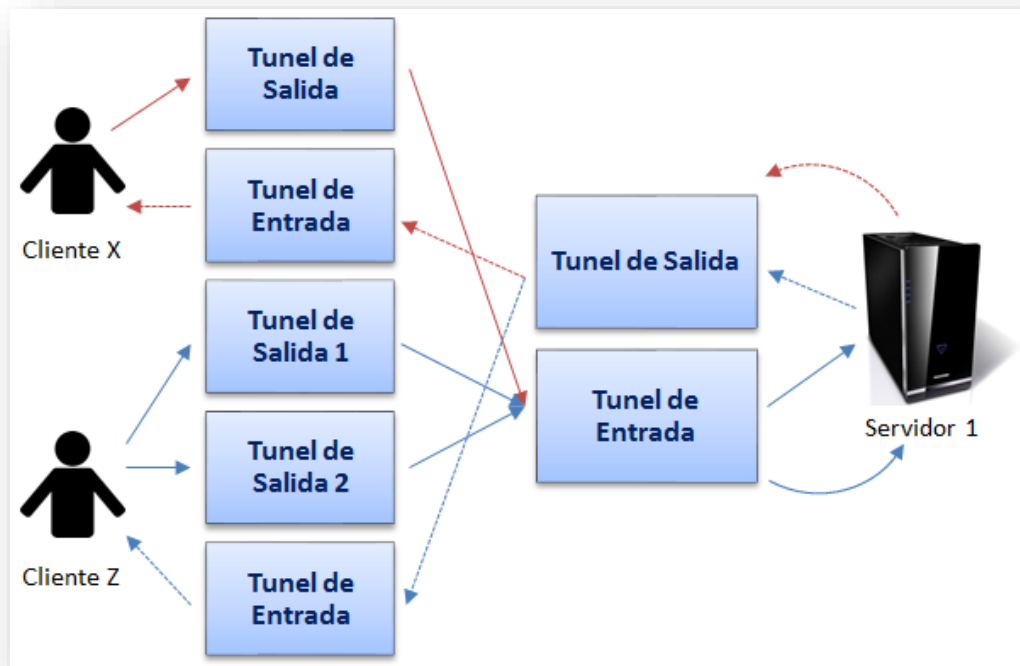 Tunel de
Salida
Cliente X
Tunel de
Entrada
Tunel de Salida
Tunel de
Salida 1
Tunel de
Entrada
Servidor 1
Tunel de
Salida 2
Cliente Z
Tunel de
Entrada